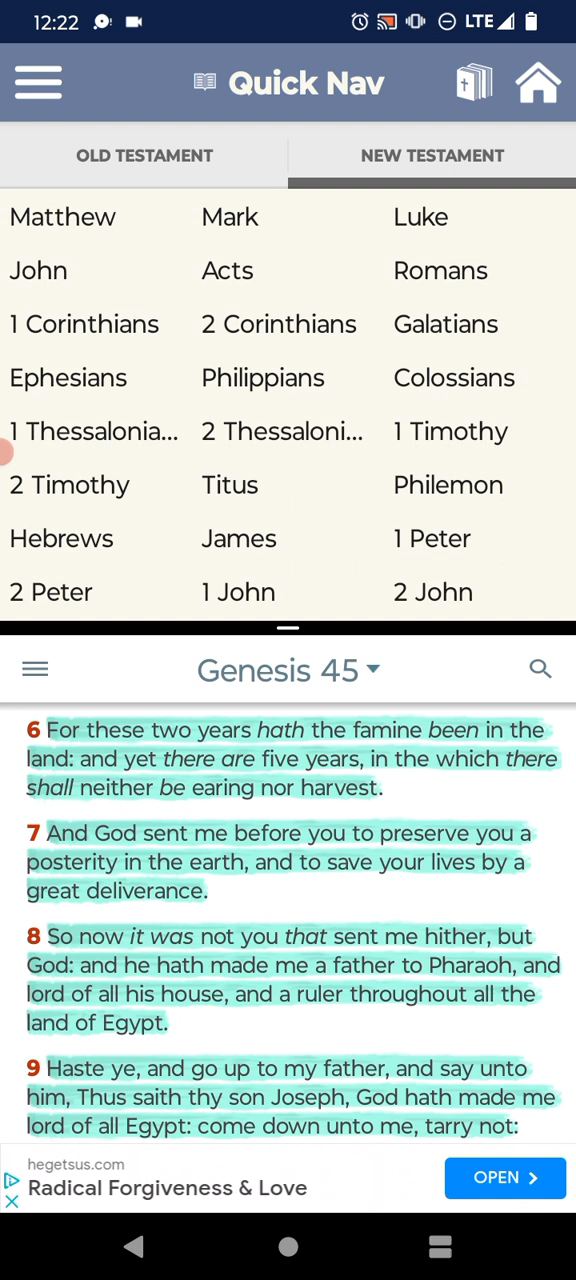 12:22
LTE
Quick Nav
OLD TESTAMENT NEW TESTAMENT
Matthew Mark Luke
John Acts Romans
1 Corinthians 2 Corinthians Galatians
Ephesians Philippians Colossians
1 Thessalonia... 2 Thessaloni... 1 Timothy
2 Timothy Titus Philemon
Hebrews James 1 Peter
2 Peter 1 John 2 John
Genesis 45
6 For these two years hath the famine been in the
land: and yet there are five years, in the which there
shall neither be earing nor harvest.
7 And God sent me before you to preserve you a
posterity in the earth, and to save your lives by a
great deliverance.
8 So now it was not you that sent me hither, but
God: and he hath made me a father to Pharaoh, and
lord of all his house, and a ruler throughout all the
land of Egypt.
9 Haste ye, and go up to my father, and say unto
him, Thus saith thy son Joseph, God hath made me
lord of all Egypt: come down unto me, tarry not:
hegetsus.com
Radical Forgiveness & Love
OPEN